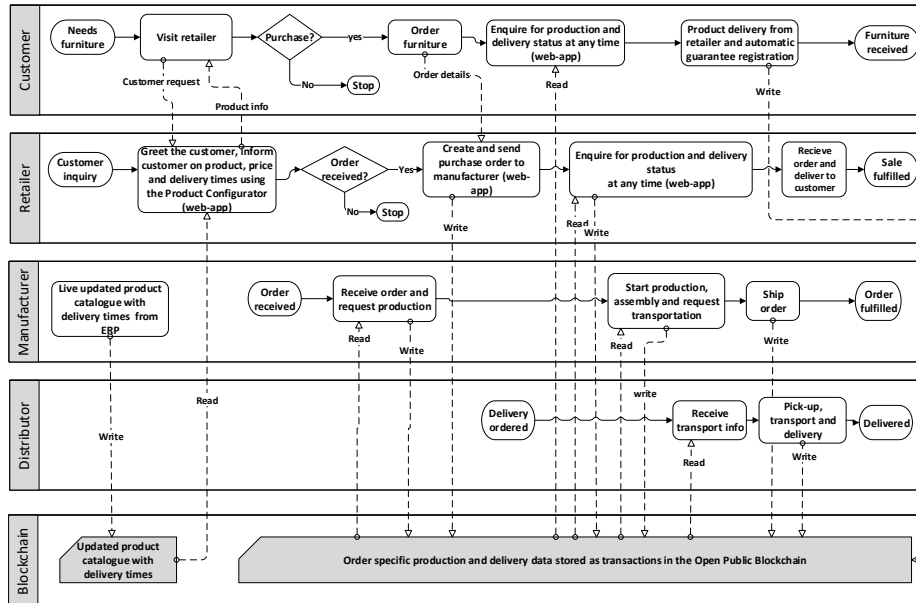 Customer
Needs
furniture
Visit retailer
Purchase?
yes
Order
furniture
Enquire for production and
delivery status at any time
(web-app)
Product delivery from
retailer and automatic
guarantee registration
Furniture
received
No
Stop
Customer request
Product info
Order details
Read
Write
Retailer
Customer
inquiry
Greet the customer, inform
customer on product, price
and delivery times using
the Product Configurator
(web-app)
Order
received?
Yes
Create and send
purchase order to
manufacturer (web-
app)
Enquire for production and delivery
status
at any time (web-app)
Recieve
order and
deliver to
customer
Sale
fulfilled
No
Stop
Write
Read
Write
Manufacturer
Live updated product
catalogue with
delivery times from
ERP
Order
received
Receive order and
request production
Start production,
assembly and request
transportation
Ship
order
Order
fulfilled
Read
Write
Read
Write
Distributor
Write
Read
Delivery
ordered
write
Receive
transport info
Pick-up,
transport and
delivery
Delivered
Read
Write
Blockchain
Updated product
catalogue with
delivery times
Order specific production and delivery data stored as transactions in the Open Public Blockchain